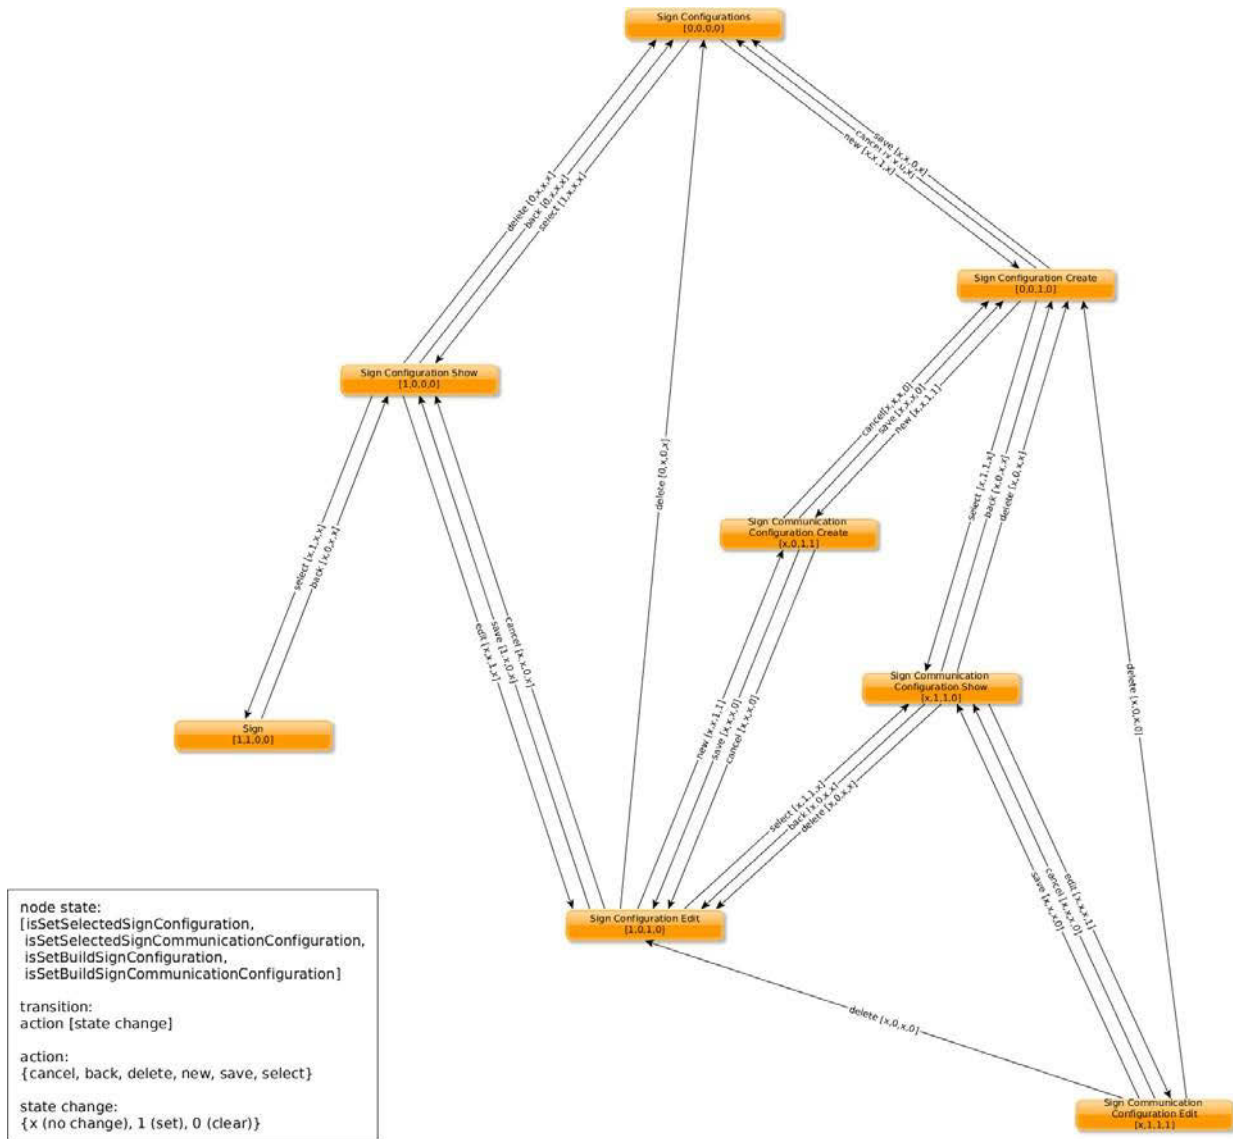 Sign Configurations
[0,0,0,0]
save [x,x,0,x]
cancel [x,x,0,x]
new [x,x,1,x]
delete [0,x,x,x]
back [0,x,x,x]
select [1,x,x,x]
Sign Configuration Create
[0,0,1,0]
Sign Configuration Show
[1,0,0,0]
cancel[x,x,x,0]
save [x,x,x,0]
new [x,x,1,1]
delete [0,x,0,x]
select [x,1,1,x]
back [x,0,x,x]
delete [x,0,x,x]
Sign Communication
Configuration Create
[x,0,1,1]
select [x,1,x,x]
back [x,0,x,x]
edit [x,x,1,x]
save [1,x,0,x]
cancel [x,x,0,x]
Sign Communication
Configuration Show
[x,1,1,0]
delete [x,0,x,0]
Sign
[1,1,0,0]
new [x,x,1,1]
save [x,x,x,0]
cancel [x,x,x,0]
select [x,1,1,x]
back [x,0,x,x]
delete [x,0,x,x]
edit [x,x,x,1]
cancel [x,x,x,0]
save [x,x,x,0]
Sign Configuration Edit
[1,0,1,0]
delete [x,0,x,0]
Sign Communication
Configuration Edit
[x,1,1,1]
node state:
[isSetSelectedSignConfiguration,
isSetSelectedSignCommunicationConfiguration,
isSetBuildSignConfiguration,
isSetBuildSignCommunicationConfiguration]
transition:
action [state change]
action:
{cancel, back, delete, new, save, select}
state change:
{x (no change), 1 (set), 0 (clear)}